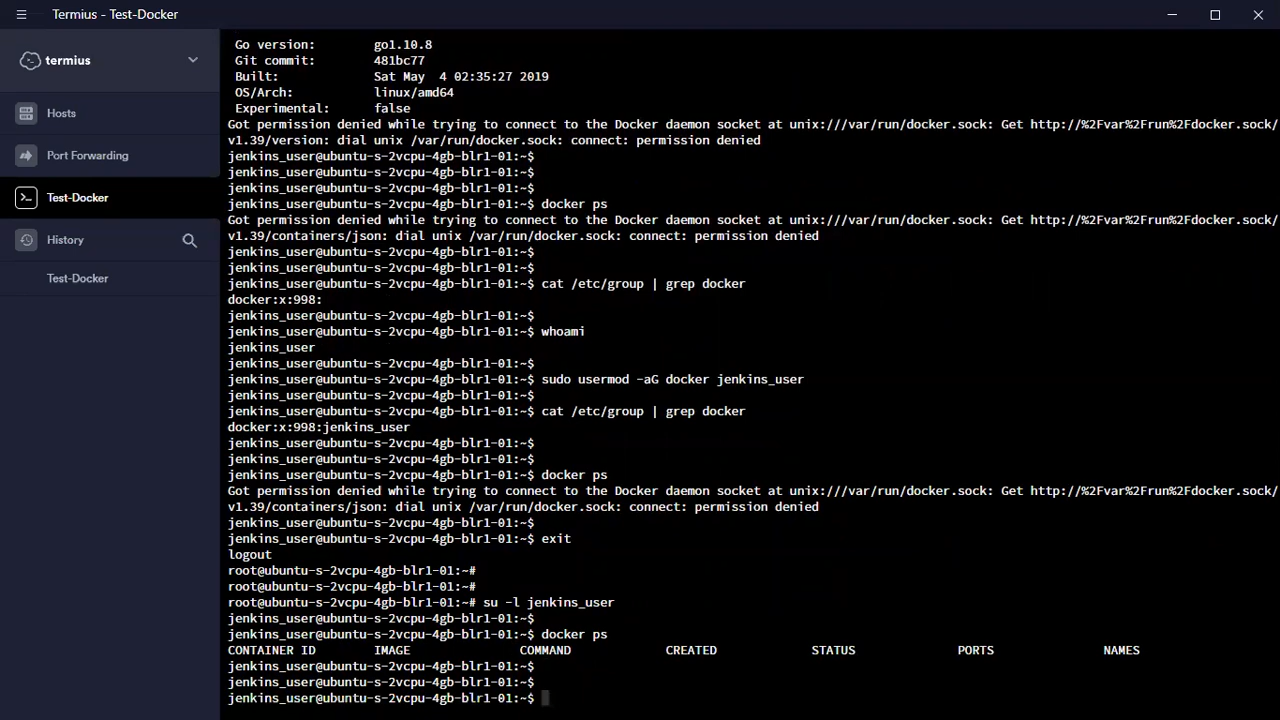 Termius - Test-Docker
termius
Hosts
Port Forwarding
Test-Docker
History
Test-Docker
Go version: go1.10.8
Git commit: 481bc77
Built: Sat May 4 02:35:27 2019
OS/Arch: linux/amd64
Experimental: false
Got permission denied while trying to connect to the Docker daemon socket at unix:///var/run/docker.sock: Get http://%2Fvar%2Frun%2Fdocker.sock/
v1.39/version: dial unix /var/run/docker.sock: connect: permission denied
jenkins_user@ubuntu-s-2vcpu-4gb-blr1-01:~$
jenkins_user@ubuntu-s-2vcpu-4gb-blr1-01:~$
jenkins_user@ubuntu-s-2vcpu-4gb-blr1-01:~$
jenkins_user@ubuntu-s-2vcpu-4gb-blr1-01:~$ docker ps
Got permission denied while trying to connect to the Docker daemon socket at unix:///var/run/docker.sock: Get http://%2Fvar%2Frun%2Fdocker.sock/
v1.39/containers/json: dial unix /var/run/docker.sock: connect: permission denied
jenkins_user@ubuntu-s-2vcpu-4gb-blr1-01:~$
jenkins_user@ubuntu-s-2vcpu-4gb-blr1-01:~$
jenkins_user@ubuntu-s-2vcpu-4gb-blr1-01:~$ cat /etc/group | grep docker
docker:x:998:
jenkins_user@ubuntu-s-2vcpu-4gb-blr1-01:~$
jenkins_user@ubuntu-s-2vcpu-4gb-blr1-01:~$ whoami
jenkins_user
jenkins_user@ubuntu-s-2vcpu-4gb-blr1-01:~$
jenkins_user@ubuntu-s-2vcpu-4gb-blr1-01:~$ sudo usermod -aG docker jenkins_user
jenkins_user@ubuntu-s-2vcpu-4gb-blr1-01:~$
jenkins_user@ubuntu-s-2vcpu-4gb-blr1-01:~$ cat /etc/group | grep docker
docker:x:998:jenkins_user
jenkins_user@ubuntu-s-2vcpu-4gb-blr1-01:~$
jenkins_user@ubuntu-s-2vcpu-4gb-blr1-01:~$
jenkins_user@ubuntu-s-2vcpu-4gb-blr1-01:~$ docker ps
Got permission denied while trying to connect to the Docker daemon socket at unix:///var/run/docker.sock: Get http://%2Fvar%2Frun%2Fdocker.sock/
v1.39/containers/json: dial unix /var/run/docker.sock: connect: permission denied
jenkins_user@ubuntu-s-2vcpu-4gb-blr1-01:~$
jenkins_user@ubuntu-s-2vcpu-4gb-blr1-01:~$ exit
logout
root@ubuntu-s-2vcpu-4gb-blr1-01:~#
root@ubuntu-s-2vcpu-4gb-blr1-01:~#
root@ubuntu-s-2vcpu-4gb-blr1-01:~# su -l jenkins_user
jenkins_user@ubuntu-s-2vcpu-4gb-blr1-01:~$
jenkins_user@ubuntu-s-2vcpu-4gb-blr1-01:~$ docker ps
CONTAINER ID IMAGE COMMAND CREATED STATUS PORTS NAMES
jenkins_user@ubuntu-s-2vcpu-4gb-blr1-01:~$
jenkins_user@ubuntu-s-2vcpu-4gb-blr1-01:~$
jenkins_user@ubuntu-s-2vcpu-4gb-blr1-01:~$